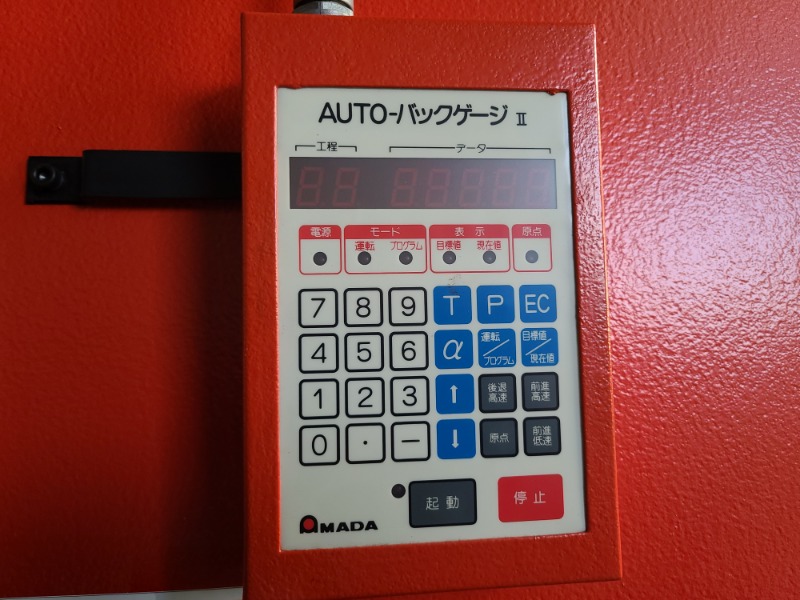 AUTO-バックゲージ II
工程 データ
電源 モード 表示 原点
運転 プログラム 目標値 現在値
7 8 9 T P EC
4 5 6 α 運転/プログラム 目標値/現在値
1 2 3 ↑ 後退高速 前進高速
0 . − ↓ 原点 前進低速
起動 停止
AMADA